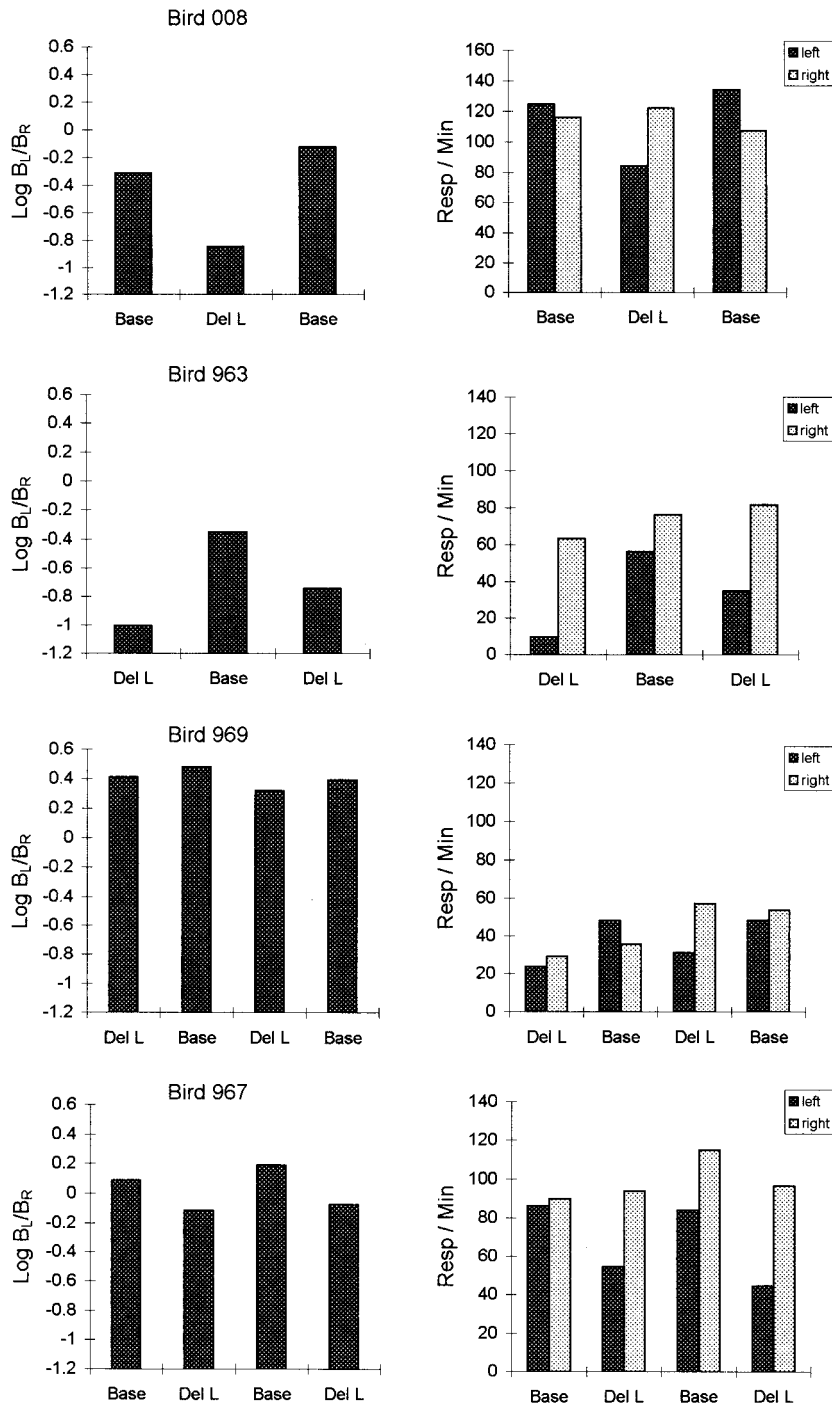 Bird 008
0.6
0.4
0.2
0
-0.2
-0.4
-0.6
-0.8
-1
-1.2
Log BL/BR
Base Del L Base
160
140
120
100
80
60
40
20
0
Resp / Min
left
right
Base Del L Base
Bird 963
0.6
0.4
0.2
0
-0.2
-0.4
-0.6
-0.8
-1
-1.2
Log BL/BR
Del L Base Del L
140
120
100
80
60
40
20
0
Resp / Min
left
right
Del L Base Del L
Bird 969
0.6
0.4
0.2
0
-0.2
-0.4
-0.6
-0.8
-1
-1.2
Log BL/BR
Del L Base Del L Base
140
120
100
80
60
40
20
0
Resp / Min
left
right
Del L Base Del L Base
Bird 967
0.6
0.4
0.2
0
-0.2
-0.4
-0.6
-0.8
-1
-1.2
Log BL/BR
Base Del L Base Del L
140
120
100
80
60
40
20
0
Resp / Min
left
right
Base Del L Base Del L